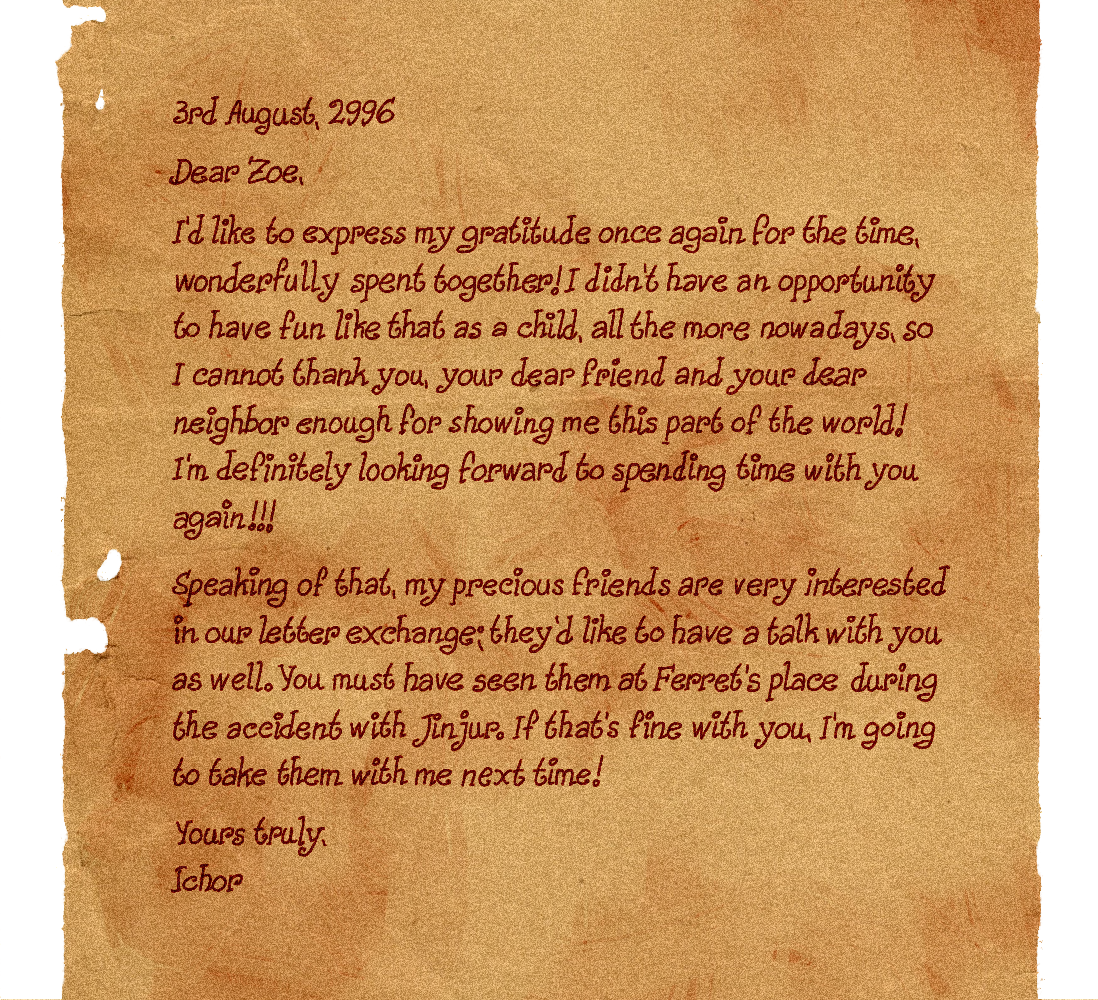 3rd August, 2996
Dear Zoe,
I'd like to express my gratitude once again for the time,
wonderfully spent together! I didn't have an opportunity
to have fun like that as a child, all the more nowadays, so
I cannot thank you, your dear friend and your dear
neighbor enough for showing me this part of the world!
I'm definitely looking forward to spending time with you
again!!!
Speaking of that, my precious friends are very interested
in our letter exchange; they'd like to have a talk with you
as well. You must have seen them at Ferret's place during
the accident with Jinjur. If that's fine with you, I'm going
to take them with me next time!
Yours truly,
Ichor